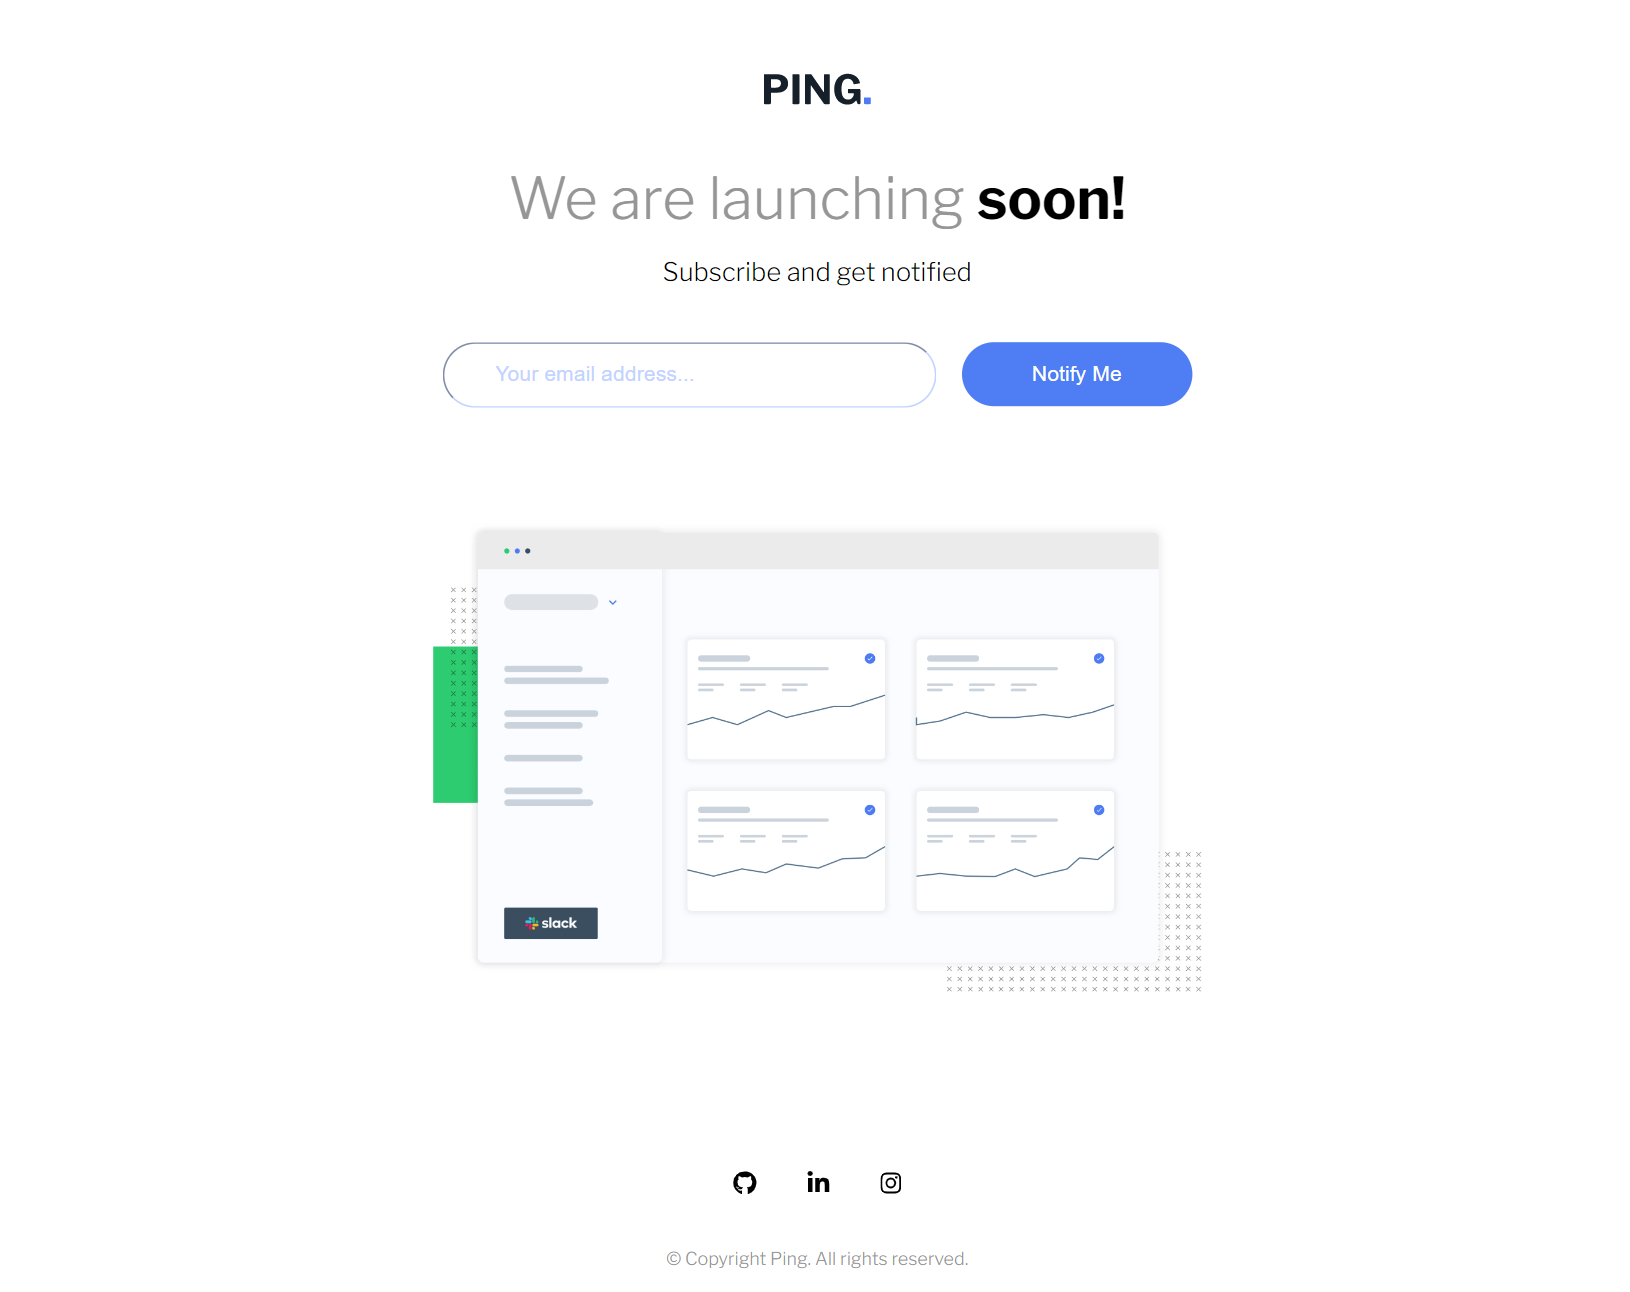 PING.
We are launching soon!
Subscribe and get notified
Your email address...
Notify Me
slack
© Copyright Ping. All rights reserved.